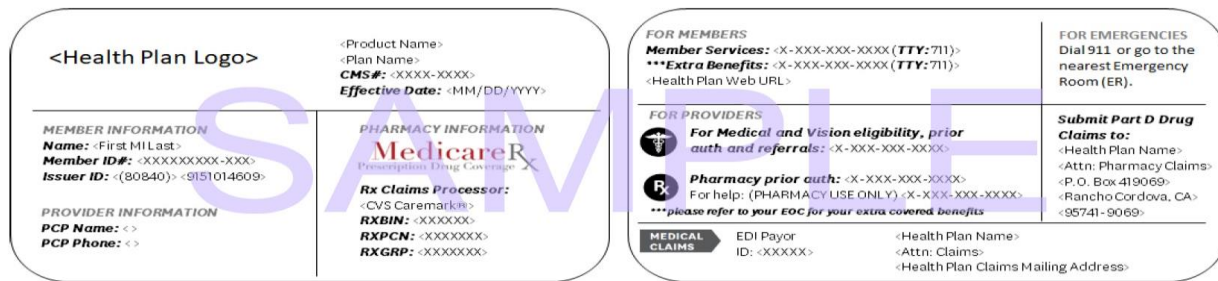 <Health Plan Logo>
<Product Name>
<Plan Name>
CMS#: <XXXX-XXXX>
Effective Date: <MM/DD/YYYY>
MEMBER INFORMATION
Name: <First MI Last>
Member ID#: <XXXXXXXXX-XXX>
Issuer ID: <(80840)> <9151014609>
PROVIDER INFORMATION
PCP Name: < >
PCP Phone: < >
PHARMACY INFORMATION
MedicareRx
Prescription Drug Coverage
Rx Claims Processor:
<CVS Caremark®>
RXBIN: <XXXXXX>
RXPCN: <XXXXXXX>
RXGRP: <XXXXXXX>
FOR MEMBERS
Member Services: <X-XXX-XXX-XXXX (TTY:711)>
***Extra Benefits: <X-XXX-XXX-XXXX (TTY:711)>
<Health Plan Web URL>
FOR EMERGENCIES
Dial 911 or go to the
nearest Emergency
Room (ER).
FOR PROVIDERS
For Medical and Vision eligibility, prior
auth and referrals: <X-XXX-XXX-XXXX>
Rx
Pharmacy prior auth: <X-XXX-XXX-XXXX>
For help: (PHARMACY USE ONLY) <X-XXX-XXX-XXXX>
***please refer to your EOC for your extra covered benefits
Submit Part D Drug
Claims to:
<Health Plan Name>
<Attn: Pharmacy Claims>
<P.O. Box 419069>
<Rancho Cordova, CA>
<95741-9069>
MEDICAL
CLAIMS
EDI Payor
ID: <XXXXX>
<Health Plan Name>
<Attn: Claims>
<Health Plan Claims Mailing Address>
SAMPLE